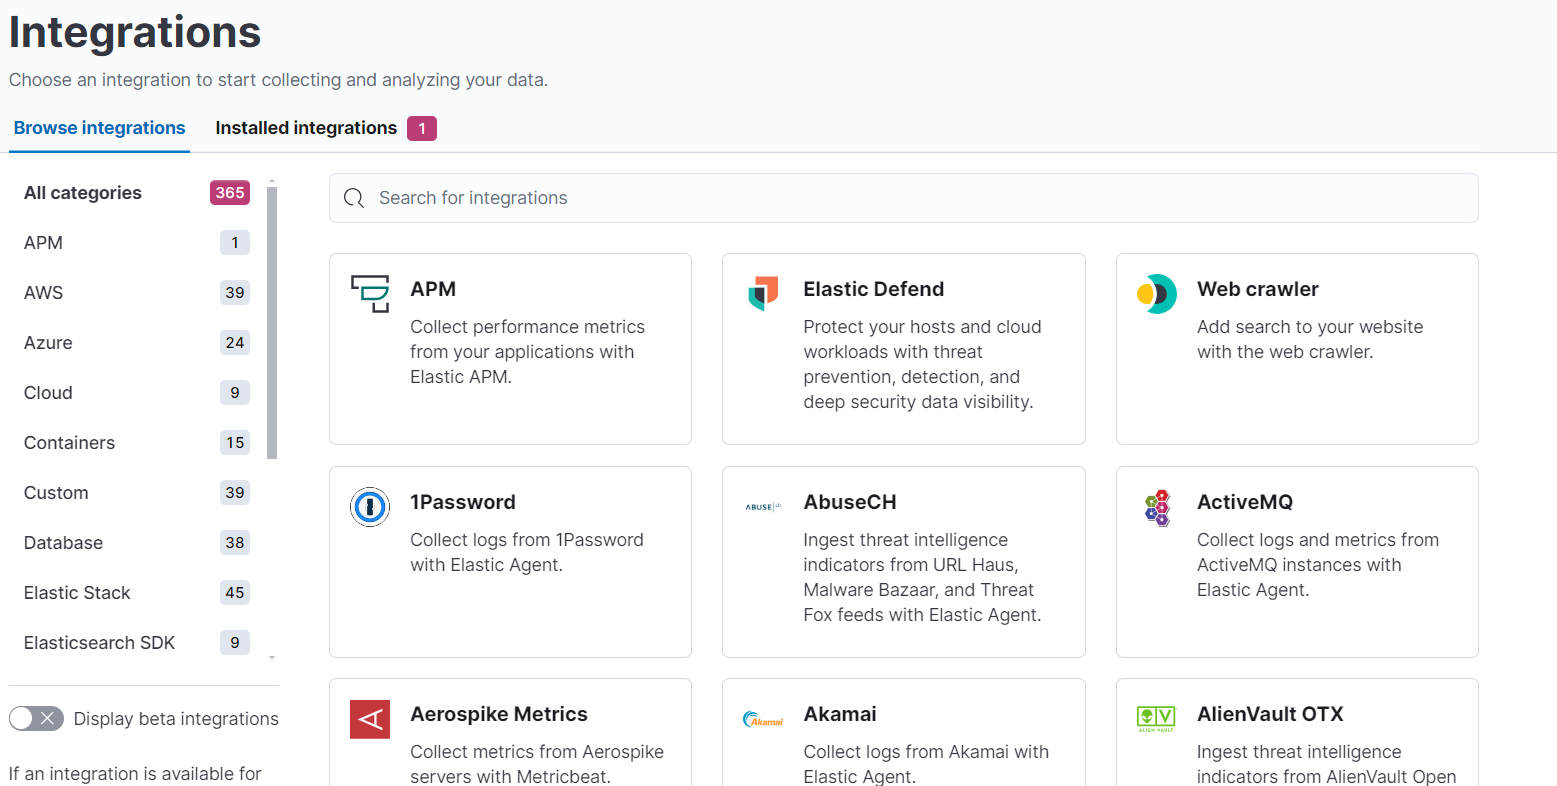 Integrations
Choose an integration to start collecting and analyzing your data.
Browse integrations
Installed integrations 1
All categories 365
APM 1
AWS 39
Azure 24
Cloud 9
Containers 15
Custom 39
Database 38
Elastic Stack 45
Elasticsearch SDK 9
Display beta integrations
If an integration is available for
Search for integrations
APM
Collect performance metrics
from your applications with
Elastic APM.
Elastic Defend
Protect your hosts and cloud
workloads with threat
prevention, detection, and
deep security data visibility.
Web crawler
Add search to your website
with the web crawler.
1Password
Collect logs from 1Password
with Elastic Agent.
ABUSE ch
AbuseCH
Ingest threat intelligence
indicators from URL Haus,
Malware Bazaar, and Threat
Fox feeds with Elastic Agent.
ActiveMQ
Collect logs and metrics from
ActiveMQ instances with
Elastic Agent.
Aerospike Metrics
Collect metrics from Aerospike
servers with Metricbeat.
Akamai
Akamai
Collect logs from Akamai with
Elastic Agent.
ALIEN VAULT
AlienVault OTX
Ingest threat intelligence
indicators from AlienVault Open